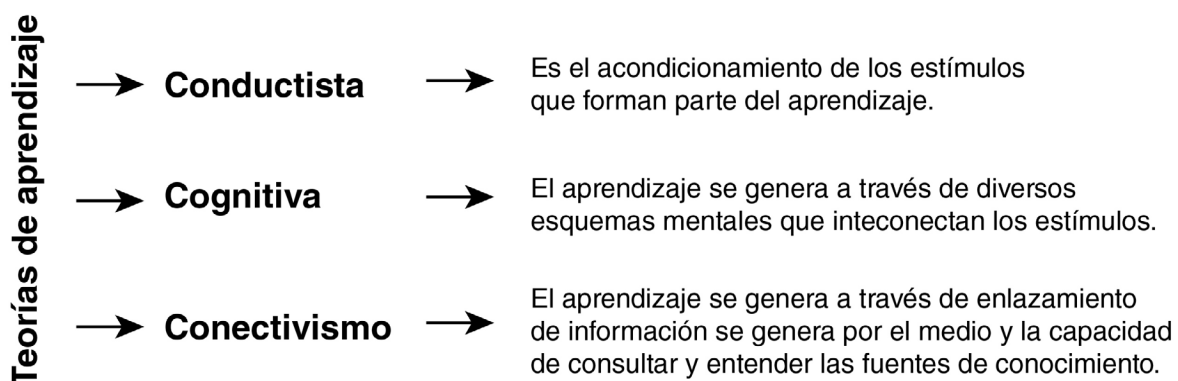 Teorías de aprendizaje
Conductista
Es el acondicionamiento de los estímulos
que forman parte del aprendizaje.
Cognitiva
El aprendizaje se genera a través de diversos
esquemas mentales que inteconectan los estímulos.
Conectivismo
El aprendizaje se genera a través de enlazamiento
de información se genera por el medio y la capacidad
de consultar y entender las fuentes de conocimiento.